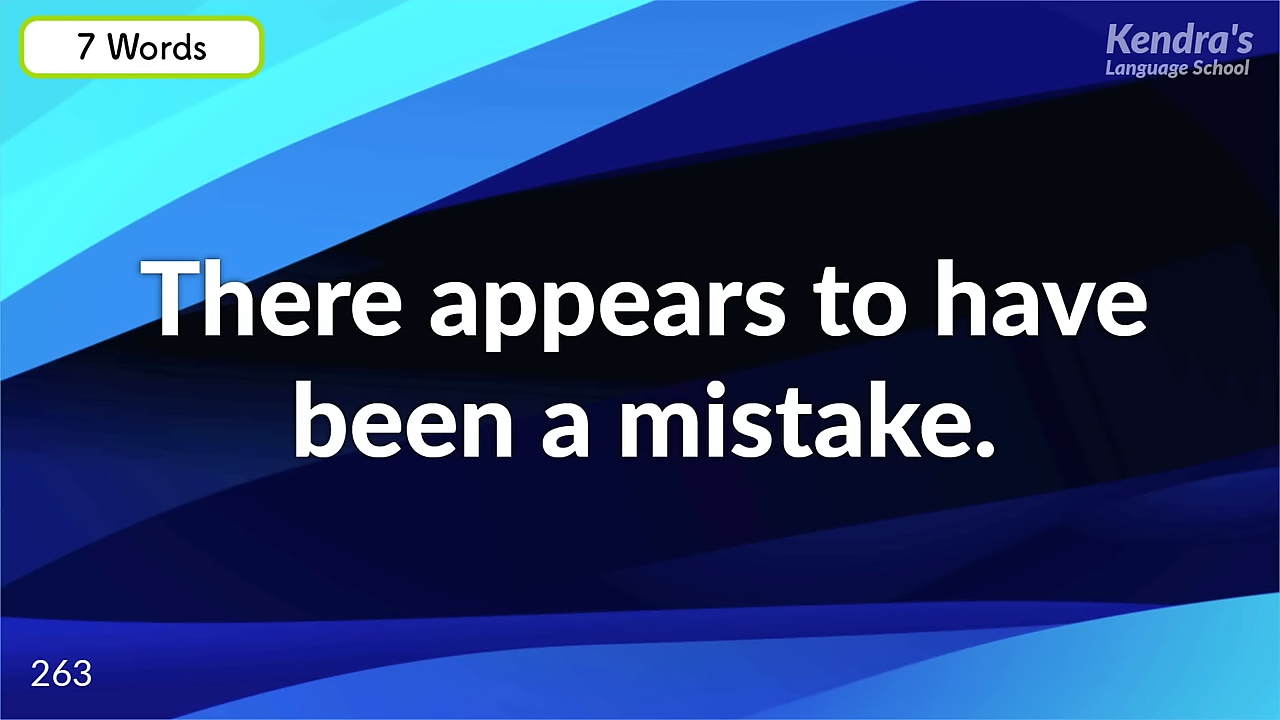 7 Words
Kendra's
Language School
There appears to have
been a mistake.
263